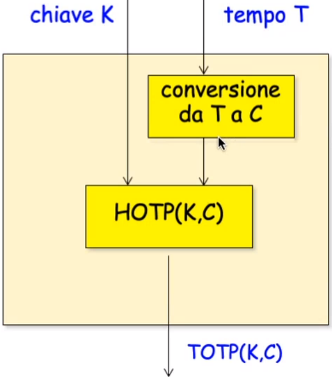 chiave K
tempo T
conversione
da T a C
HOTP(K,C)
TOTP(K,C)